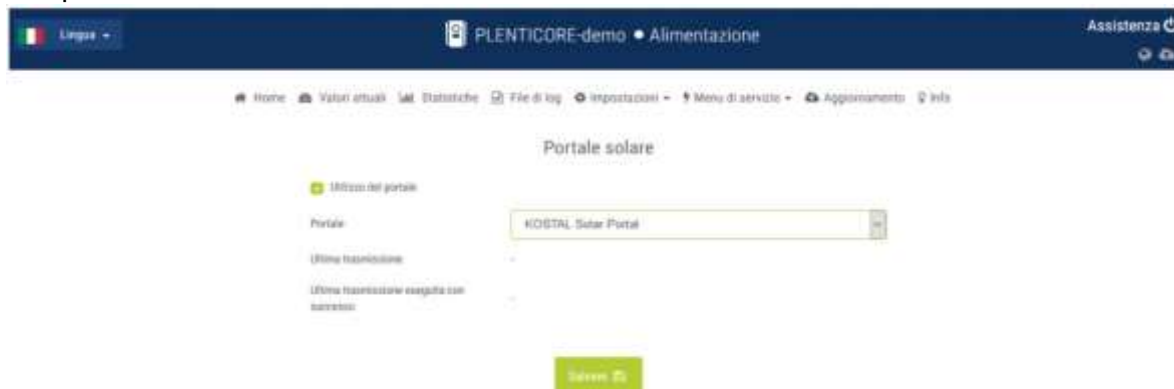 Lingua
PLENTICORE-demo • Alimentazione
Assistenza
Home Valori attuali Statistiche File di log Impostazioni Menu di servizio Aggiornamento Info
Portale solare
Utilizzo del portale
Portale
KOSTAL Solar Portal
Ultima trasmissione
-
Ultima trasmissione eseguita con
successo
-
Salvare